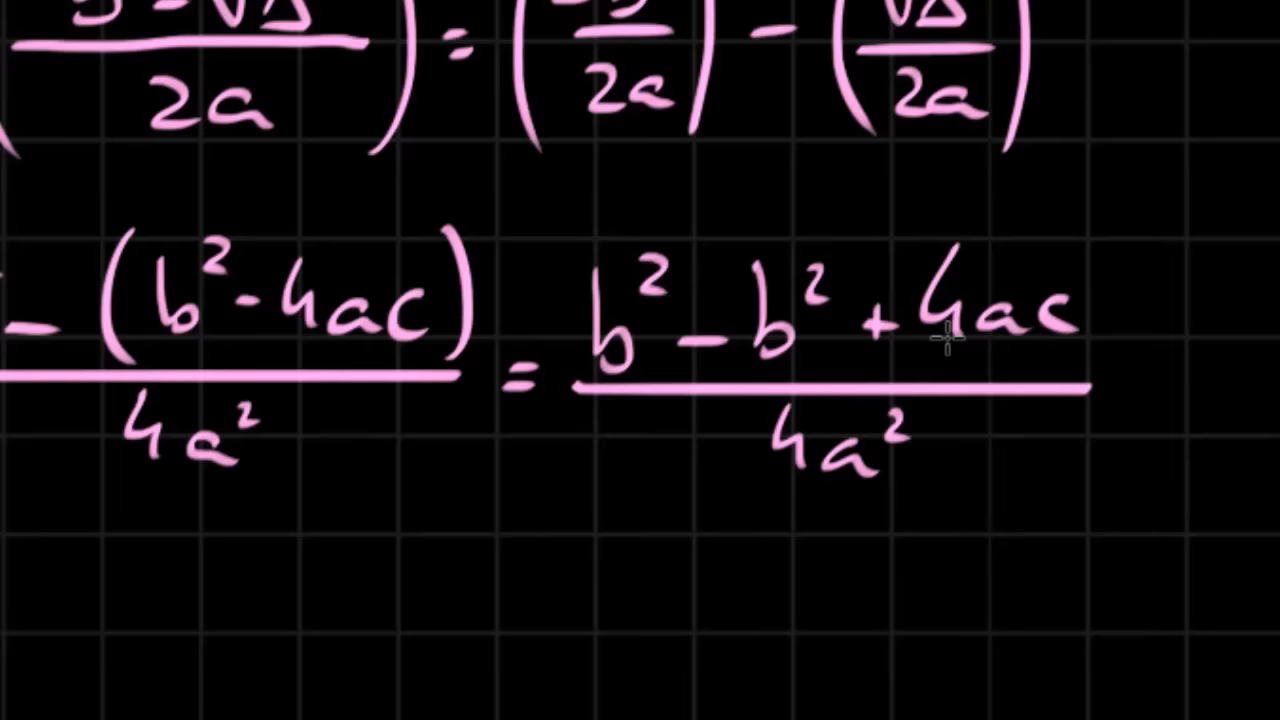 2a ) = ( 2a ) - ( √Δ / 2a )
- (b² - 4ac) / 4a² = (b² - b² + 4ac) / 4a²